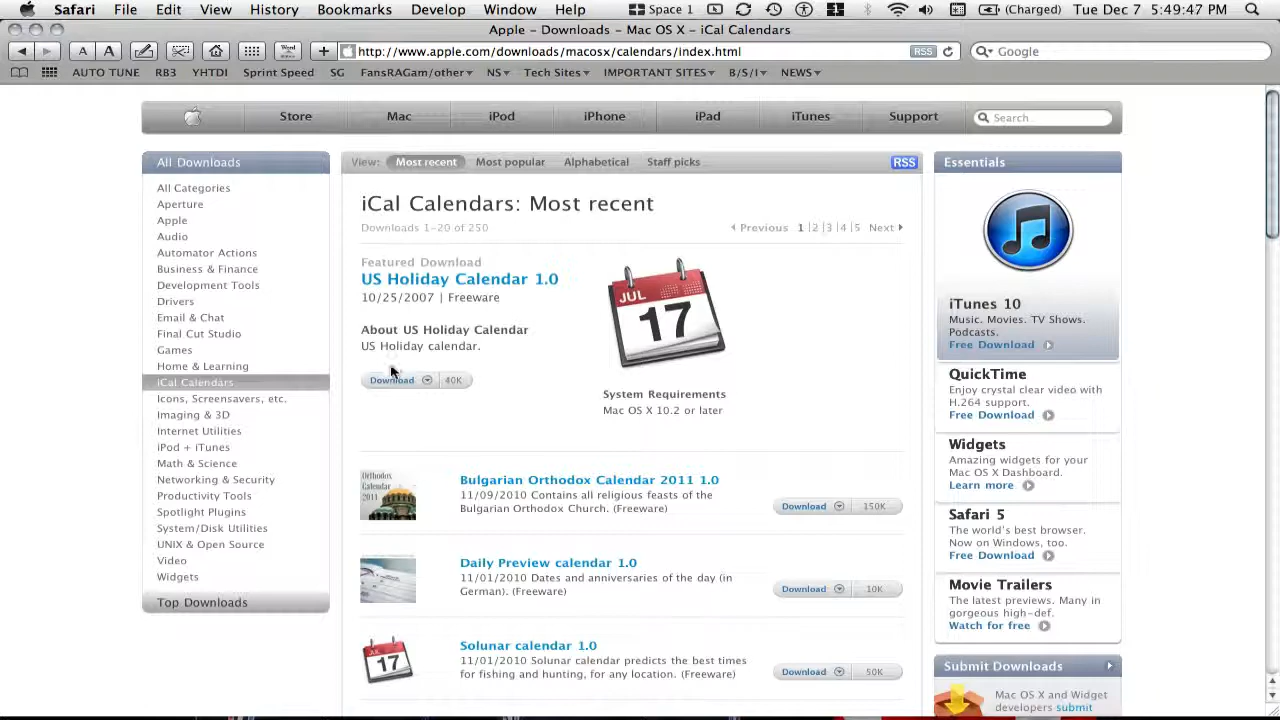 Safari File Edit View History Bookmarks Develop Window Help Space 1 1 (Charged) Tue Dec 7 5:49:47 PM
Apple – Downloads – Mac OS X – iCal Calendars
A A http://www.apple.com/downloads/macosx/calendars/index.html RSS Google
AUTO TUNE RB3 YHTDI Sprint Speed SG FansRAGam/other NS Tech Sites IMPORTANT SITES B/S/I NEWS
Store Mac iPod iPhone iPad iTunes Support Search
All Downloads
All Categories
Aperture
Apple
Audio
Automator Actions
Business & Finance
Development Tools
Drivers
Email & Chat
Final Cut Studio
Games
Home & Learning
iCal Calendars
Icons, Screensavers, etc.
Imaging & 3D
Internet Utilities
iPod + iTunes
Math & Science
Networking & Security
Productivity Tools
Spotlight Plugins
System/Disk Utilities
UNIX & Open Source
Video
Widgets
Top Downloads
View: Most recent Most popular Alphabetical Staff picks RSS
iCal Calendars: Most recent
Downloads 1–20 of 250 Previous 1 | 2 | 3 | 4 | 5 Next
Featured Download
US Holiday Calendar 1.0
10/25/2007 | Freeware
About US Holiday Calendar
US Holiday calendar.
Download 40K
JUL
17
System Requirements
Mac OS X 10.2 or later
Orthodox
Calendar
2011
Bulgarian Orthodox Calendar 2011 1.0
11/09/2010 Contains all religious feasts of the
Bulgarian Orthodox Church. (Freeware)
Download 150K
Daily Preview calendar 1.0
11/01/2010 Dates and anniversaries of the day (in
German). (Freeware)
Download 10K
17
Solunar calendar 1.0
11/01/2010 Solunar calendar predicts the best times
for fishing and hunting, for any location. (Freeware)
Download 50K
Essentials
iTunes 10
Music. Movies. TV Shows.
Podcasts.
Free Download
QuickTime
Enjoy crystal clear video with
H.264 support.
Free Download
Widgets
Amazing widgets for your
Mac OS X Dashboard.
Learn more
Safari 5
The world's best browser.
Now on Windows, too.
Free Download
Movie Trailers
The latest previews. Many in
gorgeous high-def.
Watch for free
Submit Downloads
Mac OS X and Widget
developers submit